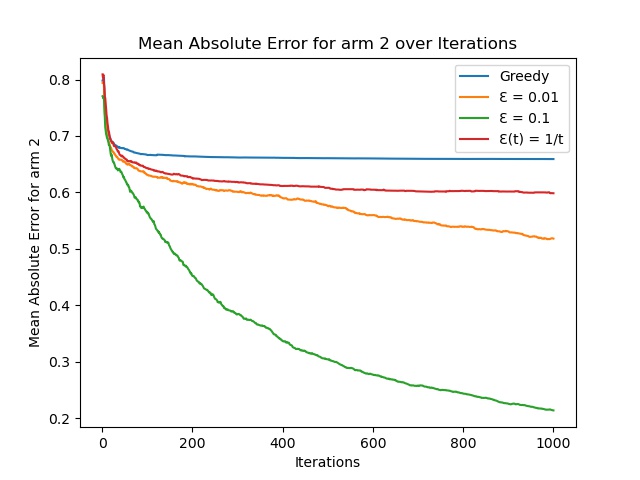 Mean Absolute Error for arm 2 over Iterations
Greedy
Ɛ = 0.01
Ɛ = 0.1
Ɛ(t) = 1/t
Mean Absolute Error for arm 2
0.8
0.7
0.6
0.5
0.4
0.3
0.2
0
200
400
600
800
1000
Iterations